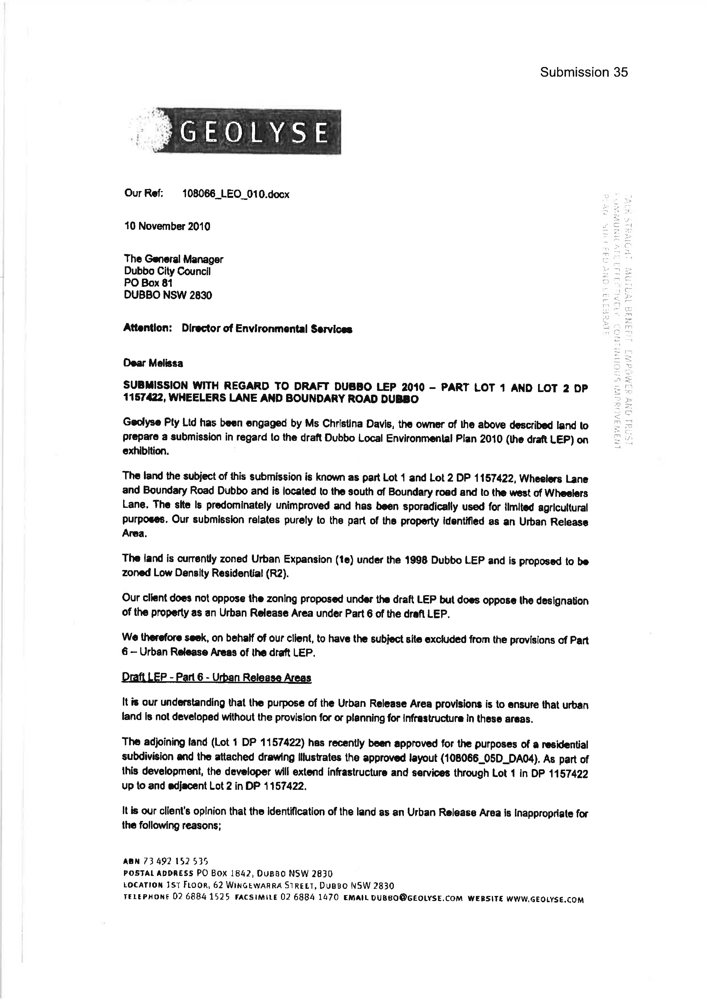 Submission 35
GEOLYSE
Our Ref: 108066_LEO_010.docx
10 November 2010
The General Manager
Dubbo City Council
PO Box 81
DUBBO NSW 2830
Attention: Director of Environmental Services
Dear Melissa
SUBMISSION WITH REGARD TO DRAFT DUBBO LEP 2010 – PART LOT 1 AND LOT 2 DP
1157422, WHEELERS LANE AND BOUNDARY ROAD DUBBO
Geolyse Pty Ltd has been engaged by Ms Christina Davis, the owner of the above described land to
prepare a submission in regard to the draft Dubbo Local Environmental Plan 2010 (the draft LEP) on
exhibition.
The land the subject of this submission is known as part Lot 1 and Lot 2 DP 1157422, Wheelers Lane
and Boundary Road Dubbo and is located to the south of Boundary road and to the west of Wheelers
Lane. The site is predominately unimproved and has been sporadically used for limited agricultural
purposes. Our submission relates purely to the part of the property identified as an Urban Release
Area.
The land is currently zoned Urban Expansion (1e) under the 1998 Dubbo LEP and is proposed to be
zoned Low Density Residential (R2).
Our client does not oppose the zoning proposed under the draft LEP but does oppose the designation
of the property as an Urban Release Area under Part 6 of the draft LEP.
We therefore seek, on behalf of our client, to have the subject site excluded from the provisions of Part
6 – Urban Release Areas of the draft LEP.
Draft LEP - Part 6 - Urban Release Areas
It is our understanding that the purpose of the Urban Release Area provisions is to ensure that urban
land is not developed without the provision for or planning for infrastructure in these areas.
The adjoining land (Lot 1 DP 1157422) has recently been approved for the purposes of a residential
subdivision and the attached drawing illustrates the approved layout (108066_05D_DA04). As part of
this development, the developer will extend infrastructure and services through Lot 1 in DP 1157422
up to and adjacent Lot 2 in DP 1157422.
It is our client's opinion that the identification of the land as an Urban Release Area is inappropriate for
the following reasons;
ABN 73 492 152 535
POSTAL ADDRESS PO BOX 1842, DUBBO NSW 2830
LOCATION 1ST FLOOR, 62 WINGEWARRA STREET, DUBBO NSW 2830
TELEPHONE 02 6884 1525 FACSIMILE 02 6884 1470 EMAIL DUBBO@GEOLYSE.COM WEBSITE WWW.GEOLYSE.COM
TALK STRAIGHT MUTUAL BENEFIT EMPOWER AND TRUST
COMMUNICATE EFFECTIVELY CONTINUOUS IMPROVEMENT
PLAN SUCCEED AND CELEBRATE